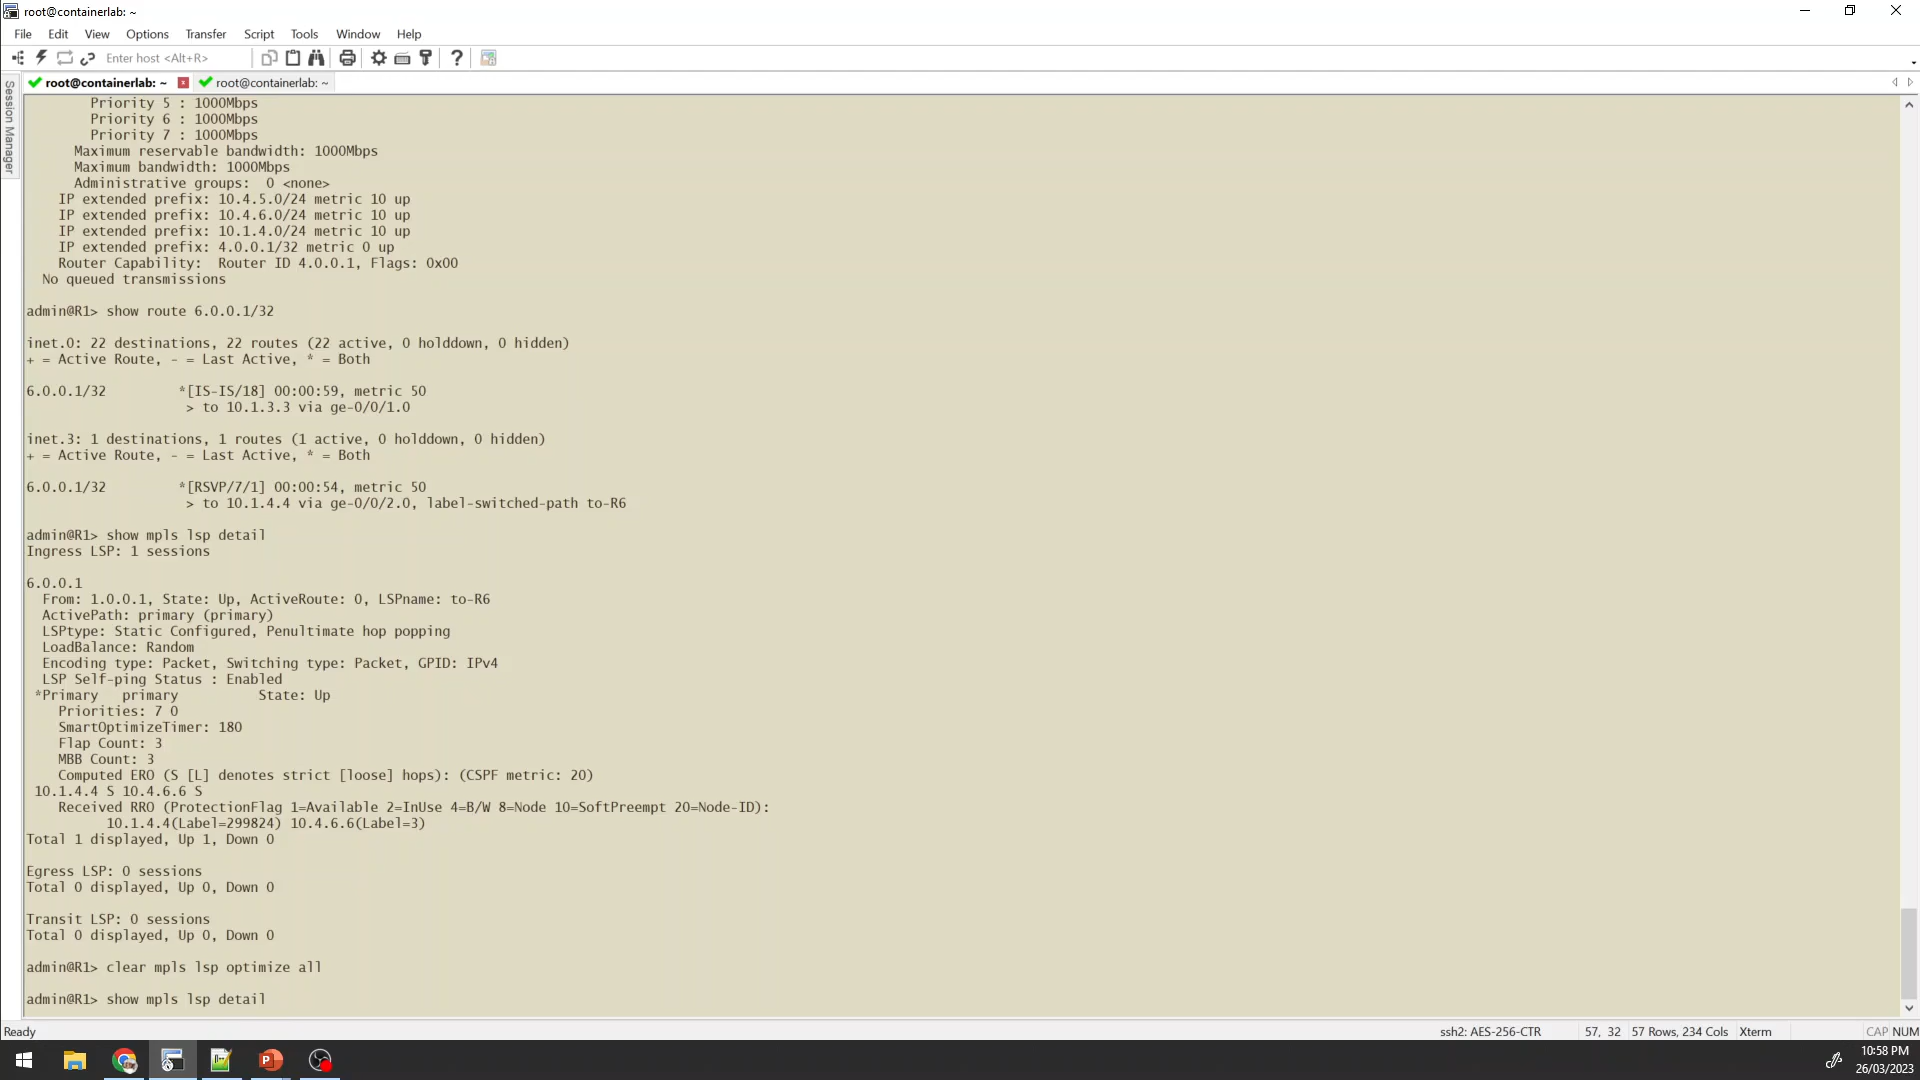 root@containerlab: ~
File Edit View Options Transfer Script Tools Window Help
Enter host <Alt+R>
root@containerlab: ~ root@containerlab: ~
Session Manager
Priority 5 : 1000Mbps
Priority 6 : 1000Mbps
Priority 7 : 1000Mbps
Maximum reservable bandwidth: 1000Mbps
Maximum bandwidth: 1000Mbps
Administrative groups:  0 <none>
IP extended prefix: 10.4.5.0/24 metric 10 up
IP extended prefix: 10.4.6.0/24 metric 10 up
IP extended prefix: 10.1.4.0/24 metric 10 up
IP extended prefix: 4.0.0.1/32 metric 0 up
Router Capability:  Router ID 4.0.0.1, Flags: 0x00
No queued transmissions
admin@R1> show route 6.0.0.1/32
inet.0: 22 destinations, 22 routes (22 active, 0 holddown, 0 hidden)
+ = Active Route, - = Last Active, * = Both
6.0.0.1/32         *[IS-IS/18] 00:00:59, metric 50
> to 10.1.3.3 via ge-0/0/1.0
inet.3: 1 destinations, 1 routes (1 active, 0 holddown, 0 hidden)
+ = Active Route, - = Last Active, * = Both
6.0.0.1/32         *[RSVP/7/1] 00:00:54, metric 50
> to 10.1.4.4 via ge-0/0/2.0, label-switched-path to-R6
admin@R1> show mpls lsp detail
Ingress LSP: 1 sessions
6.0.0.1
From: 1.0.0.1, State: Up, ActiveRoute: 0, LSPname: to-R6
ActivePath: primary (primary)
LSPtype: Static Configured, Penultimate hop popping
LoadBalance: Random
Encoding type: Packet, Switching type: Packet, GPID: IPv4
LSP Self-ping Status : Enabled
*Primary   primary          State: Up
Priorities: 7 0
SmartOptimizeTimer: 180
Flap Count: 3
MBB Count: 3
Computed ERO (S [L] denotes strict [loose] hops): (CSPF metric: 20)
10.1.4.4 S 10.4.6.6 S
Received RRO (ProtectionFlag 1=Available 2=InUse 4=B/W 8=Node 10=SoftPreempt 20=Node-ID):
10.1.4.4(Label=299824) 10.4.6.6(Label=3)
Total 1 displayed, Up 1, Down 0
Egress LSP: 0 sessions
Total 0 displayed, Up 0, Down 0
Transit LSP: 0 sessions
Total 0 displayed, Up 0, Down 0
admin@R1> clear mpls lsp optimize all
admin@R1> show mpls lsp detail
Ready ssh2: AES-256-CTR 57, 32 57 Rows, 234 Cols Xterm CAP NUM
10:58 PM
26/03/2023